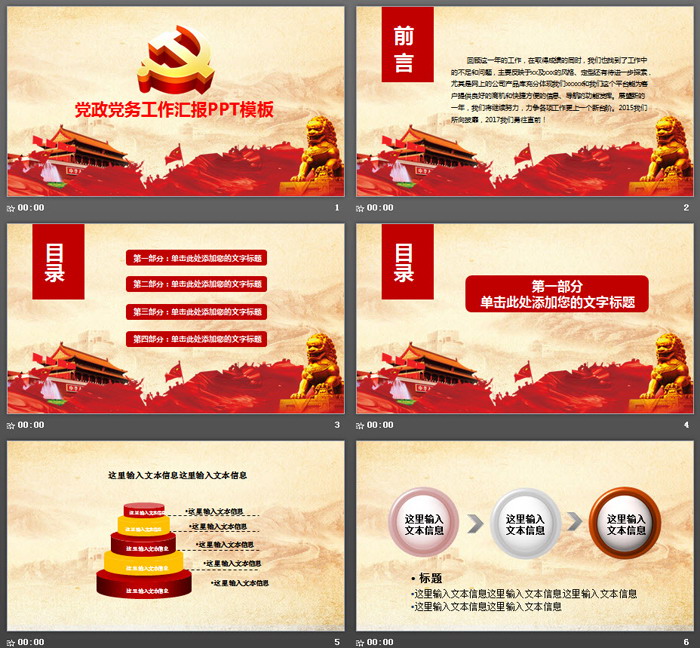 党政党务工作汇报PPT模板
00:00
1
前
言
回顾这一年的工作，在取得成绩的同时，我们也找到了工作中
的不足和问题，主要反映于xx及xxx的风格、定型还有待进一步探索，
尤其是网上的公司产品库充分体现我们xxxxx和我们这个平台能为客
户提供良好的商机和快捷方便的信息、导航的功能发挥。展望新的
一年，我们将继续努力，力争各项工作更上一个新台阶。2015我们
所向披靡，2017我们勇往直前！
00:00
2
目
录
第一部分：单击此处添加您的文字标题
第二部分：单击此处添加您的文字标题
第三部分：单击此处添加您的文字标题
第四部分：单击此处添加您的文字标题
00:00
3
目
录
第一部分
单击此处添加您的文字标题
00:00
4
这里输入文本信息这里输入文本信息
这里输入文本信息
•这里输入文本信息
这里输入文本信息
•这里输入文本信息
这里输入文本信息
•这里输入文本信息
这里输入文本信息
•这里输入文本信息
这里输入文本信息
•这里输入文本信息
00:00
5
这里输入
文本信息
这里输入
文本信息
这里输入
文本信息
• 标题
•这里输入文本信息这里输入文本信息这里输入文本信息
•这里输入文本信息这里输入文本信息
00:00
6